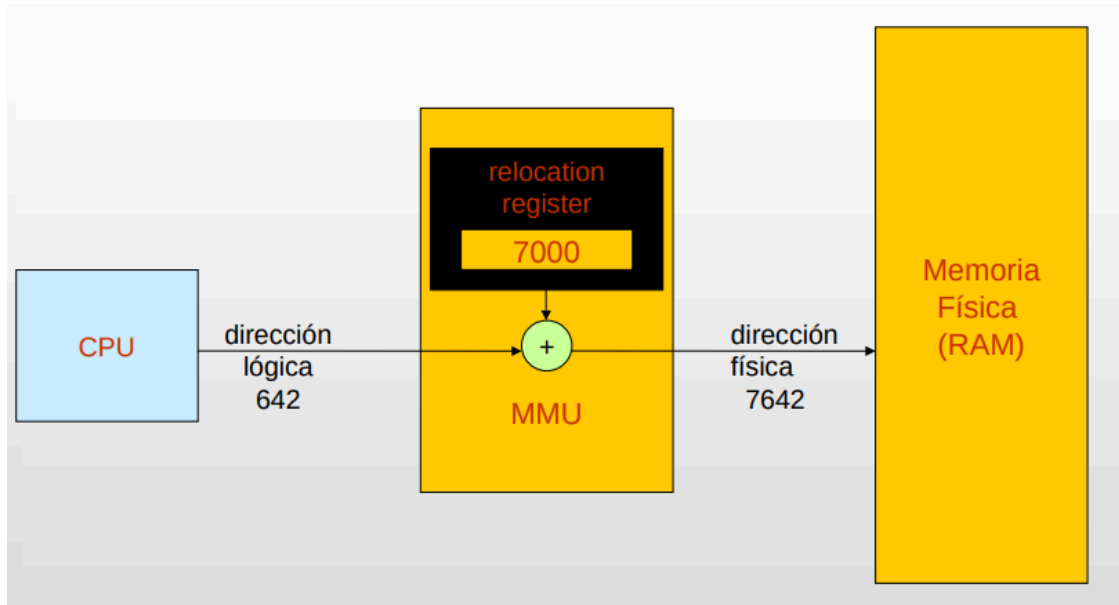 relocation
register
7000
CPU
dirección
lógica
642
+
MMU
dirección
física
7642
Memoria
Física
(RAM)